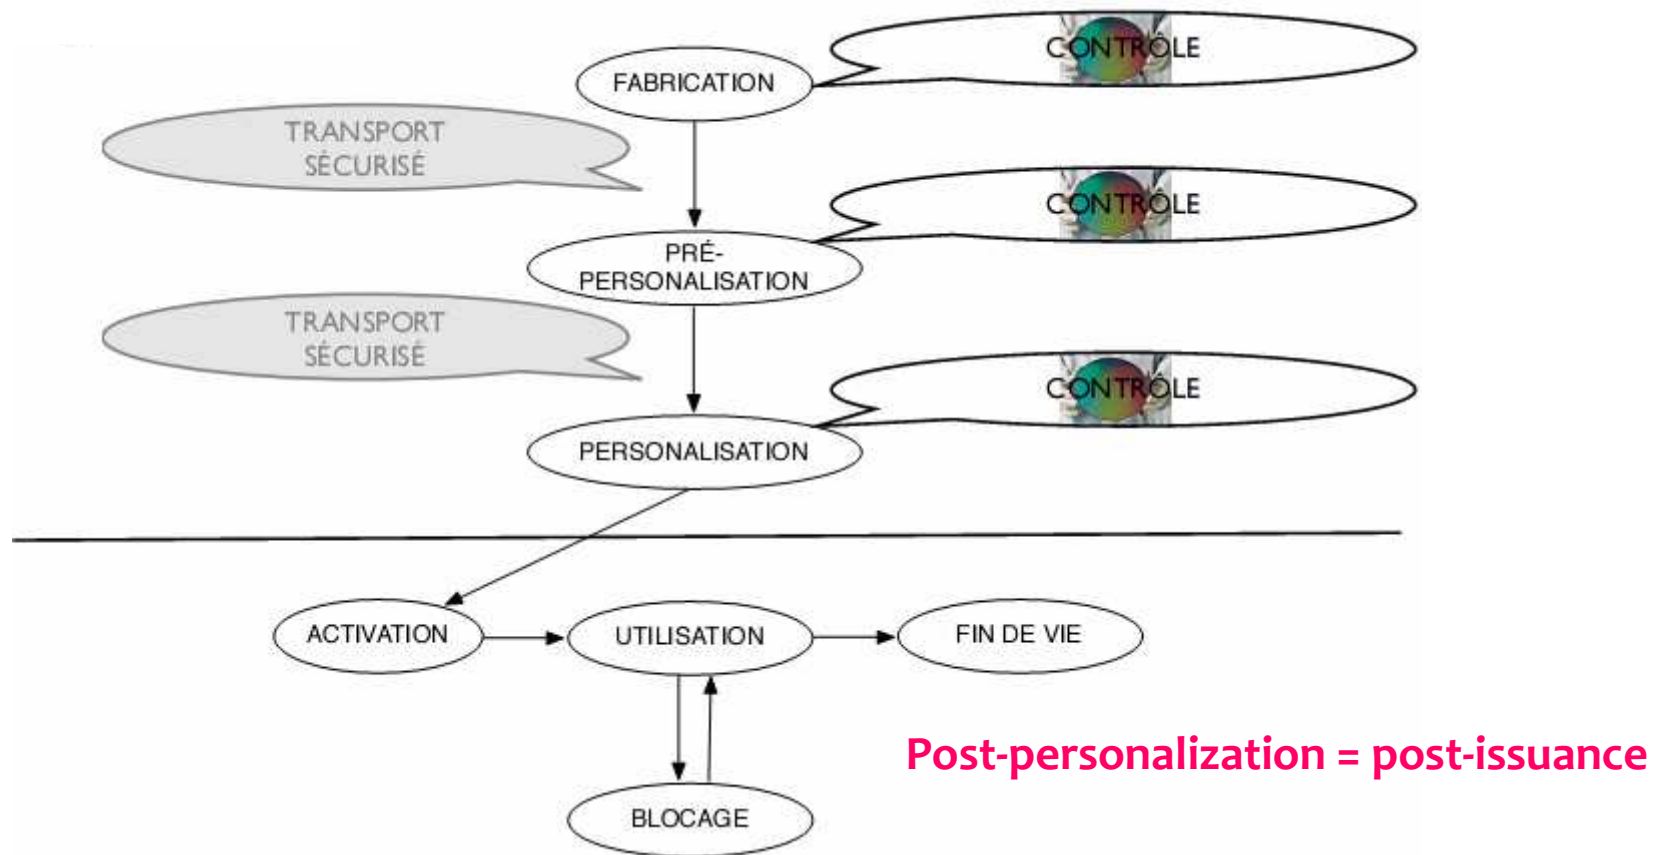 CONTRÔLE
FABRICATION
TRANSPORT
SÉCURISÉ
CONTRÔLE
PRÉ-
PERSONALISATION
TRANSPORT
SÉCURISÉ
CONTRÔLE
PERSONALISATION
ACTIVATION
UTILISATION
FIN DE VIE
Post-personalization = post-issuance
BLOCAGE